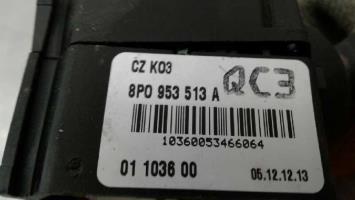 CZ K03
8P0 953 513 A QC3
10360053466064
01 1036 00 05.12.12.13